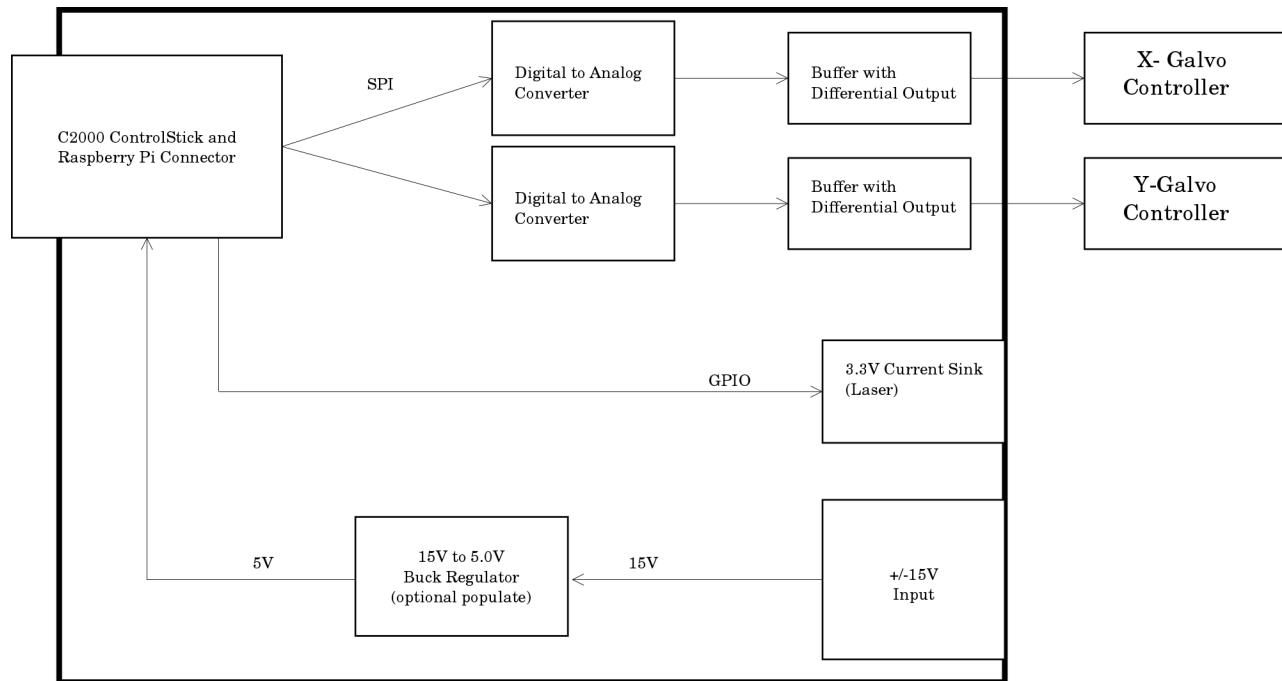 C2000 ControlStick and
Raspberry Pi Connector
SPI
Digital to Analog
Converter
Buffer with
Differential Output
X- Galvo
Controller
Digital to Analog
Converter
Buffer with
Differential Output
Y-Galvo
Controller
GPIO
3.3V Current Sink
(Laser)
5V
15V to 5.0V
Buck Regulator
(optional populate)
15V
+/-15V
Input